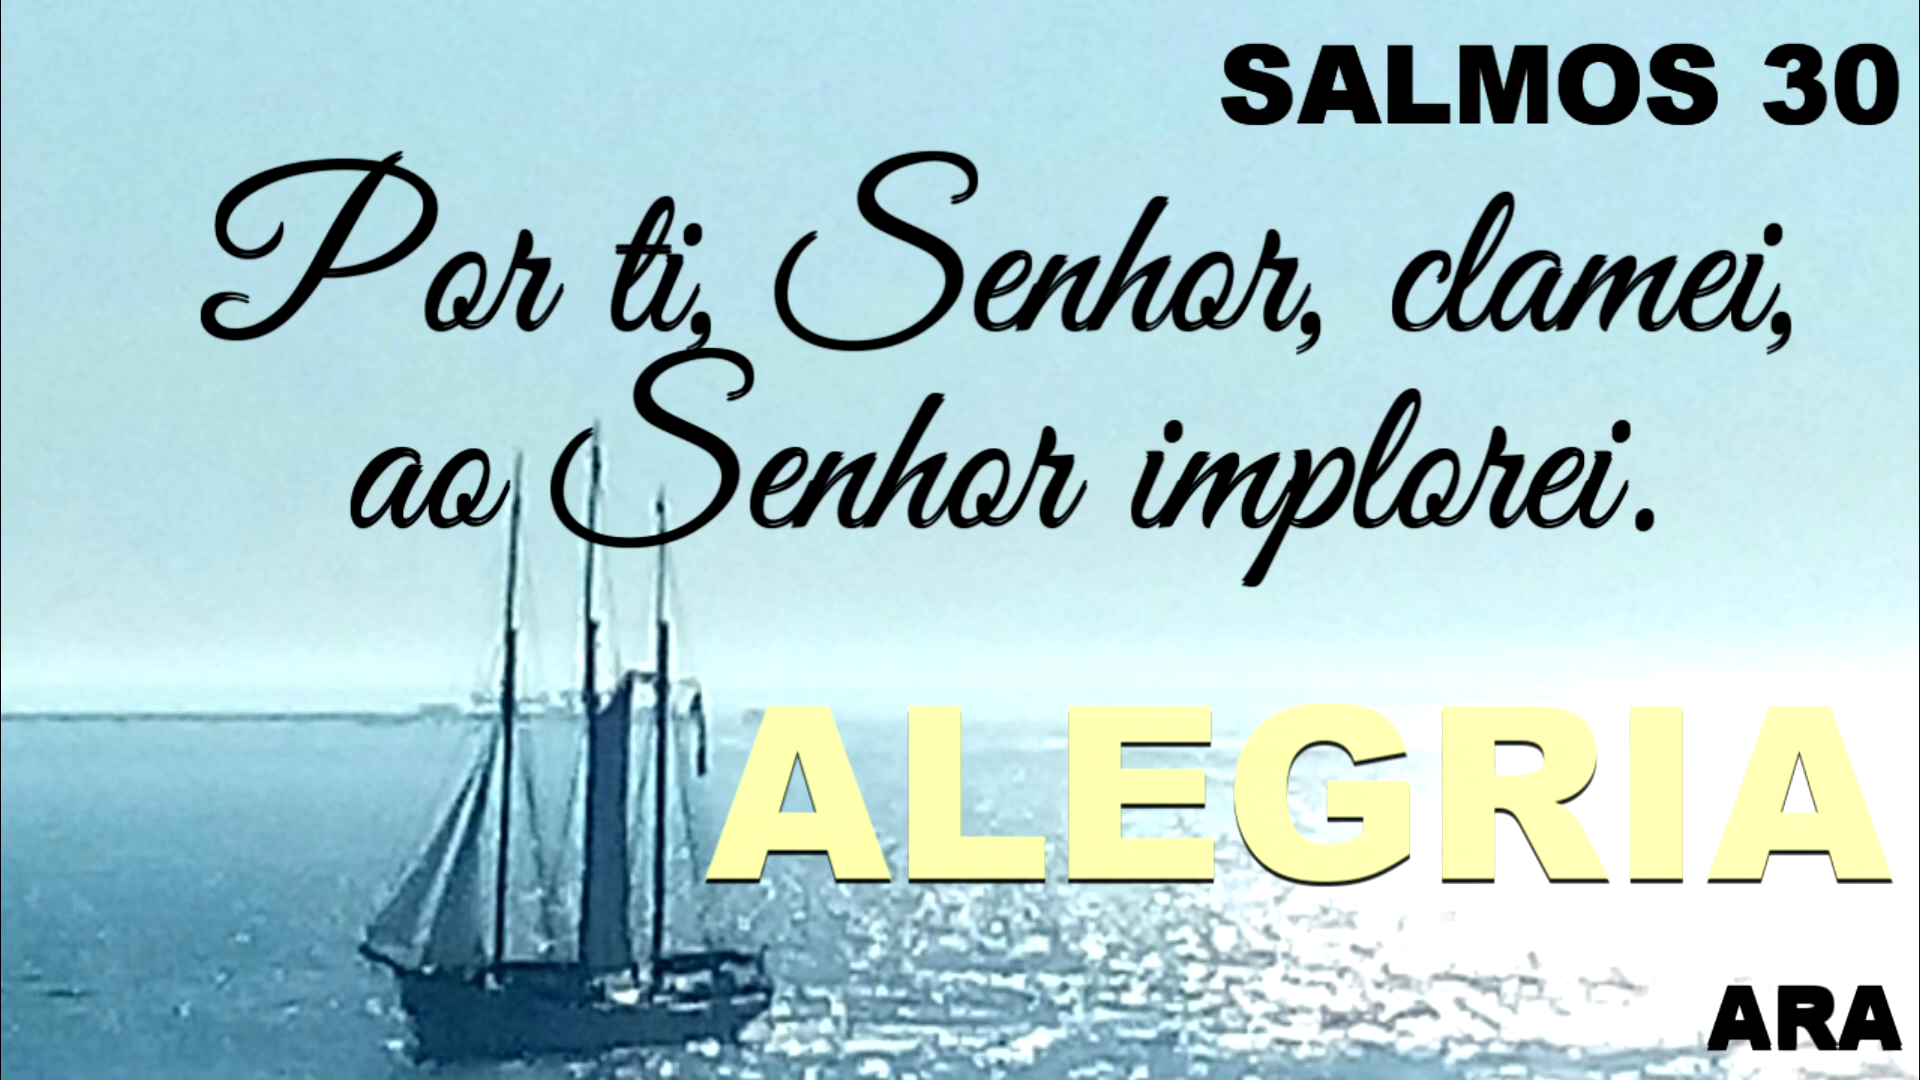 SALMOS 30
Por ti, Senhor, clamei,
ao Senhor implorei.
ALEGRIA
ARA